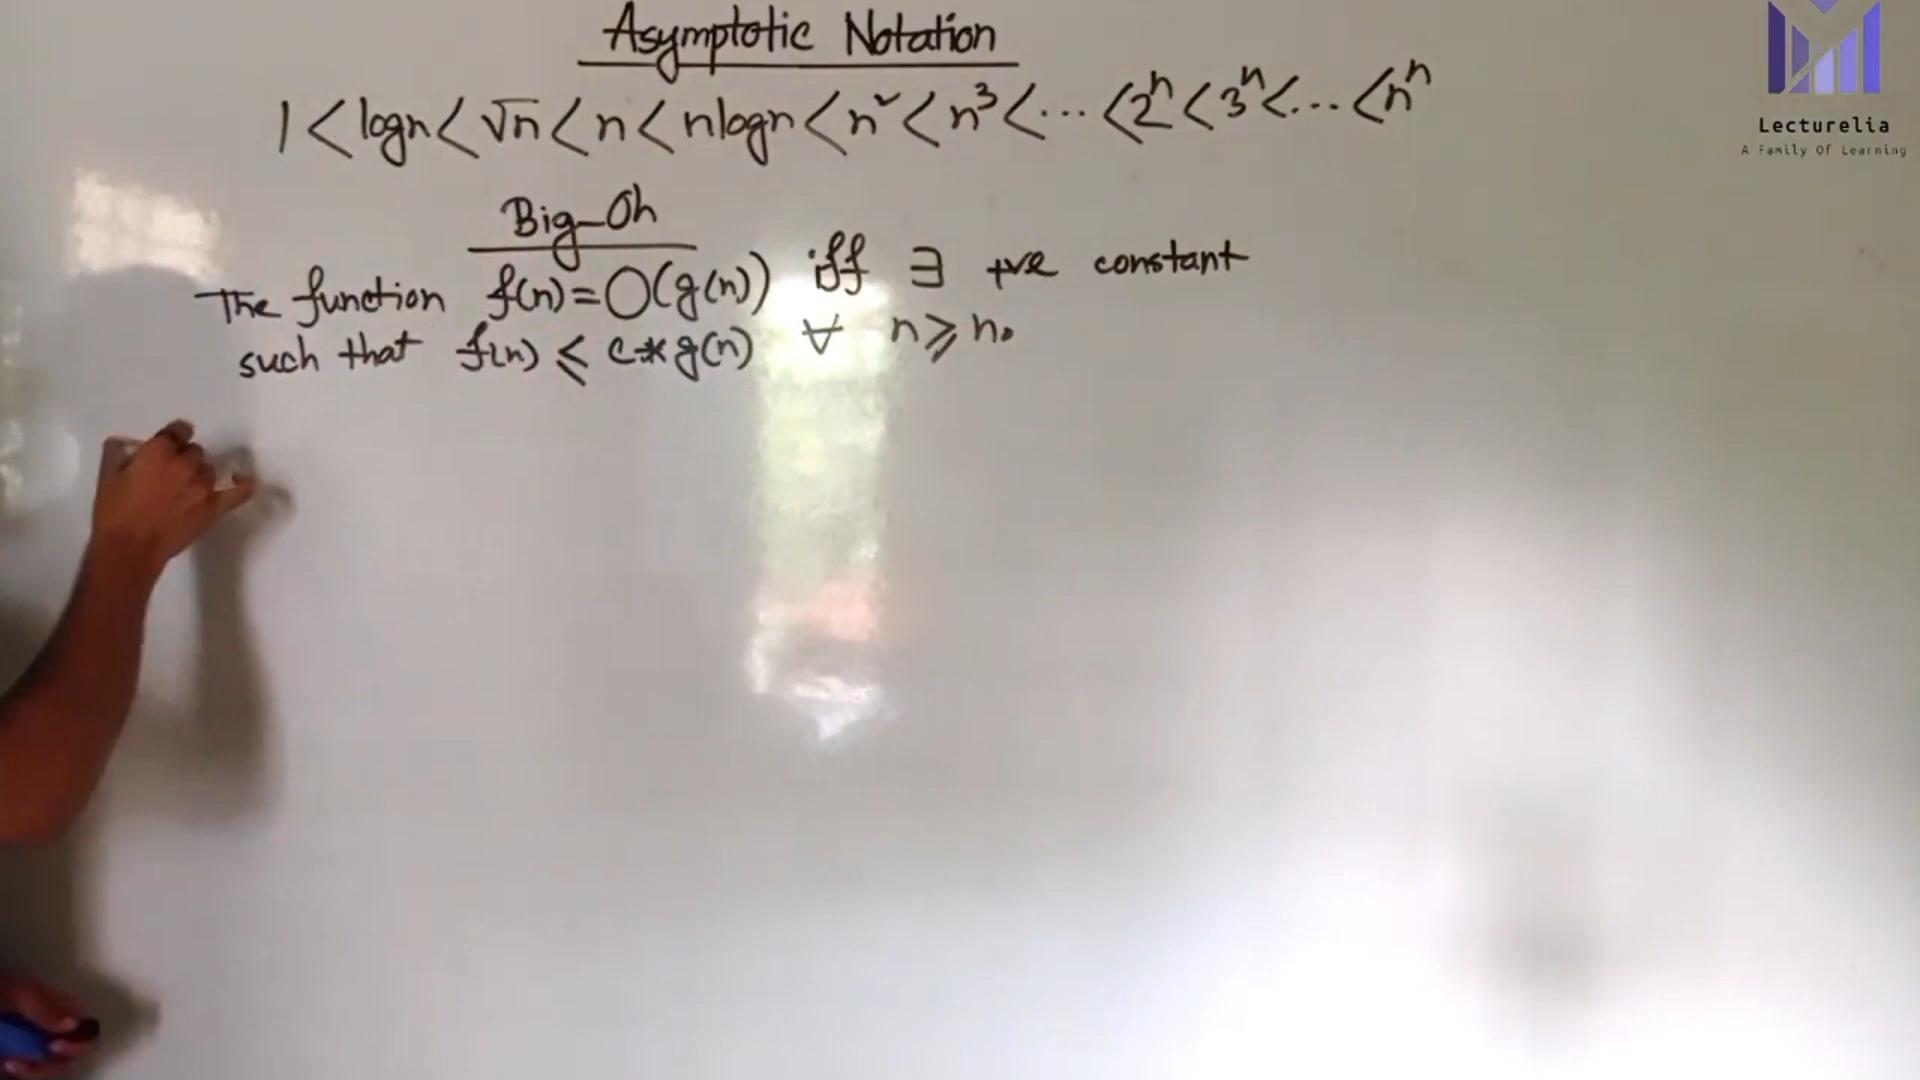 Asymptotic Notation
1 < logn < √n < n < nlogn < n² < n³ < ... < 2ⁿ < 3ⁿ < ... < nⁿ
Lecturelia
A Family Of Learning
Big-Oh
The function f(n)=O(g(n)) iff ∃ +ve constant
such that f(n) ≤ c*g(n) ∀ n ≥ n₀